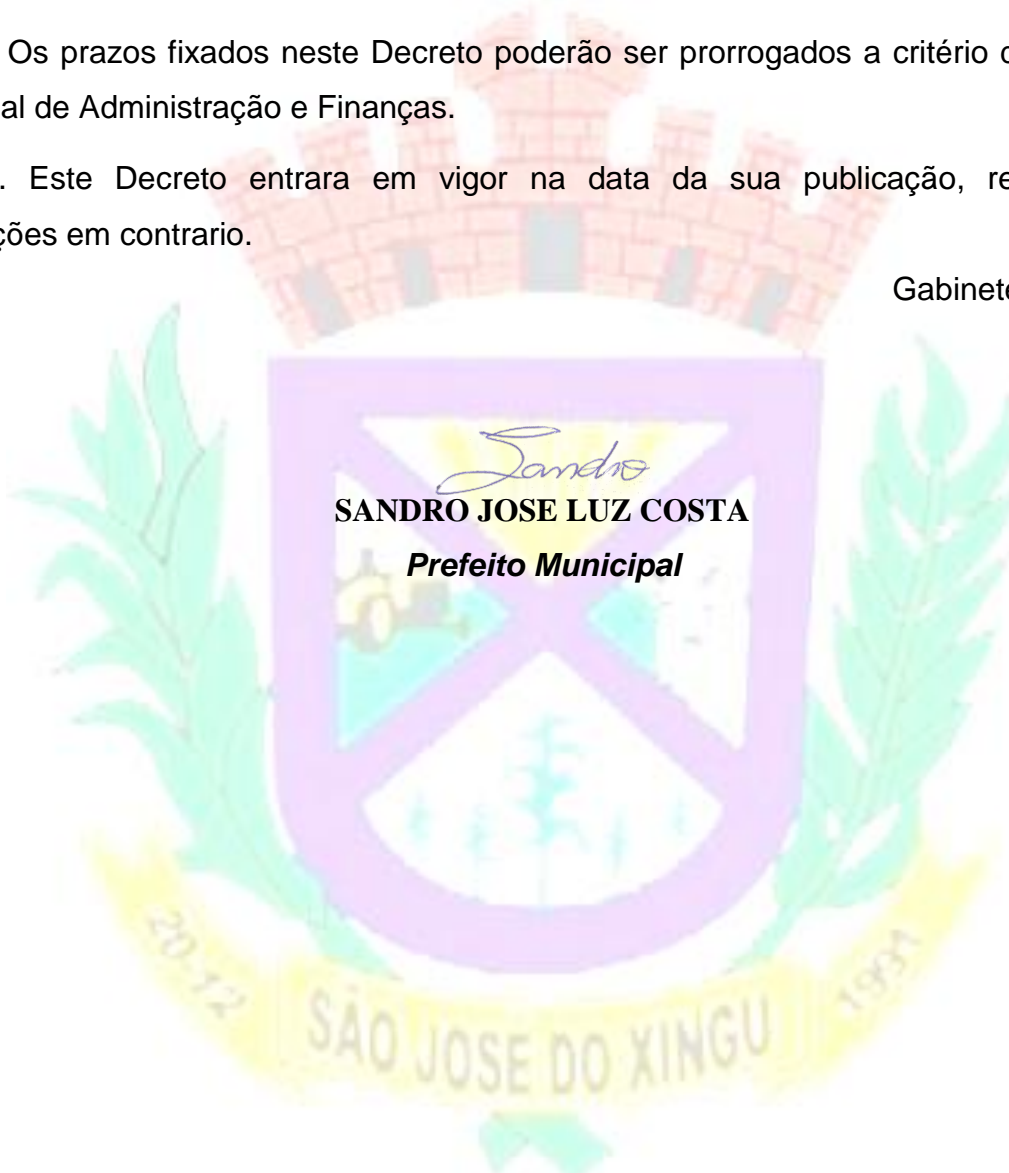 Os prazos fixados neste Decreto poderão ser prorrogados a critério
al de Administração e Finanças.
. Este Decreto entrara em vigor na data da sua publicação, re
ções em contrario.
Gabinete
Sandro
SANDRO JOSE LUZ COSTA
Prefeito Municipal
20-12
SÃO JOSE DO XINGU
1991